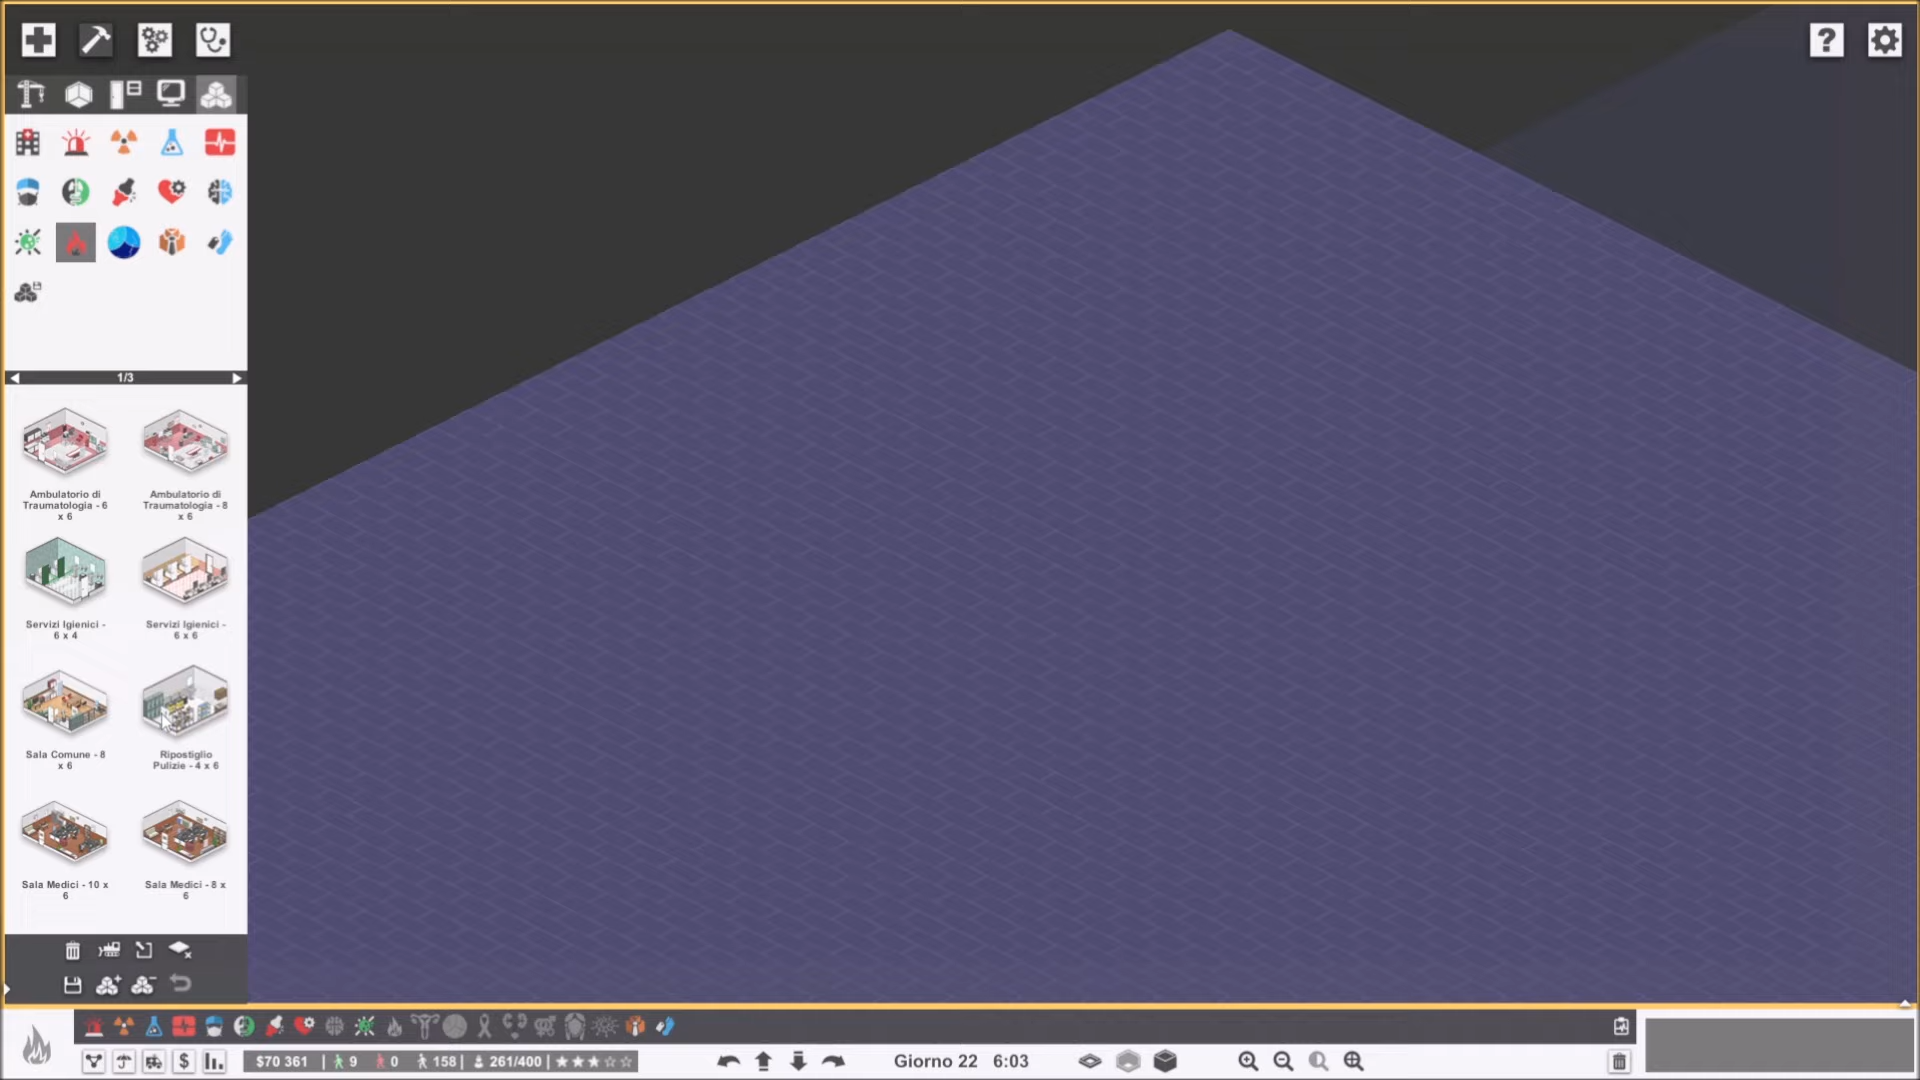 ?
1/3
Ambulatorio di
Traumatologia - 6
x 6
Ambulatorio di
Traumatologia - 8
x 6
Servizi Igienici -
6 x 4
Servizi Igienici -
6 x 6
Sala Comune - 8
x 6
Ripostiglio
Pulizie - 4 x 6
Sala Medici - 10 x
6
Sala Medici - 8 x
6
$70 361 | 9 0 158 | 261/400 |
Giorno 22 6:03